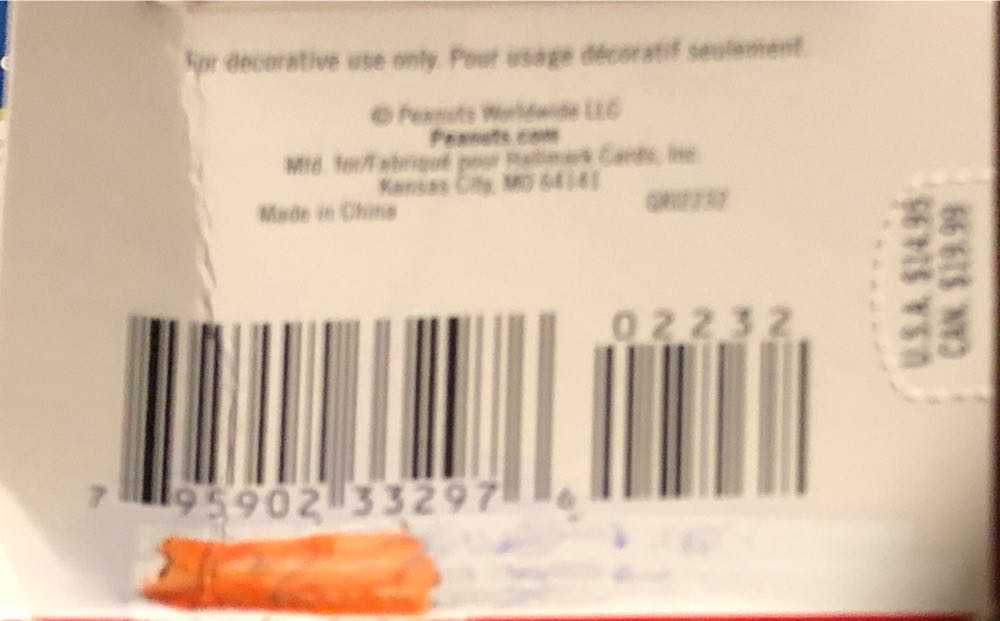 For decorative use only. Pour usage décoratif seulement.
© Peanuts Worldwide LLC
Peanuts.com
Mfd. for/Fabriqué pour Hallmark Cards, Inc.
Kansas City, MO 64141
Made in China
U.S.A. $14.95
CAN. $19.99
02232
7 95902 33297 6